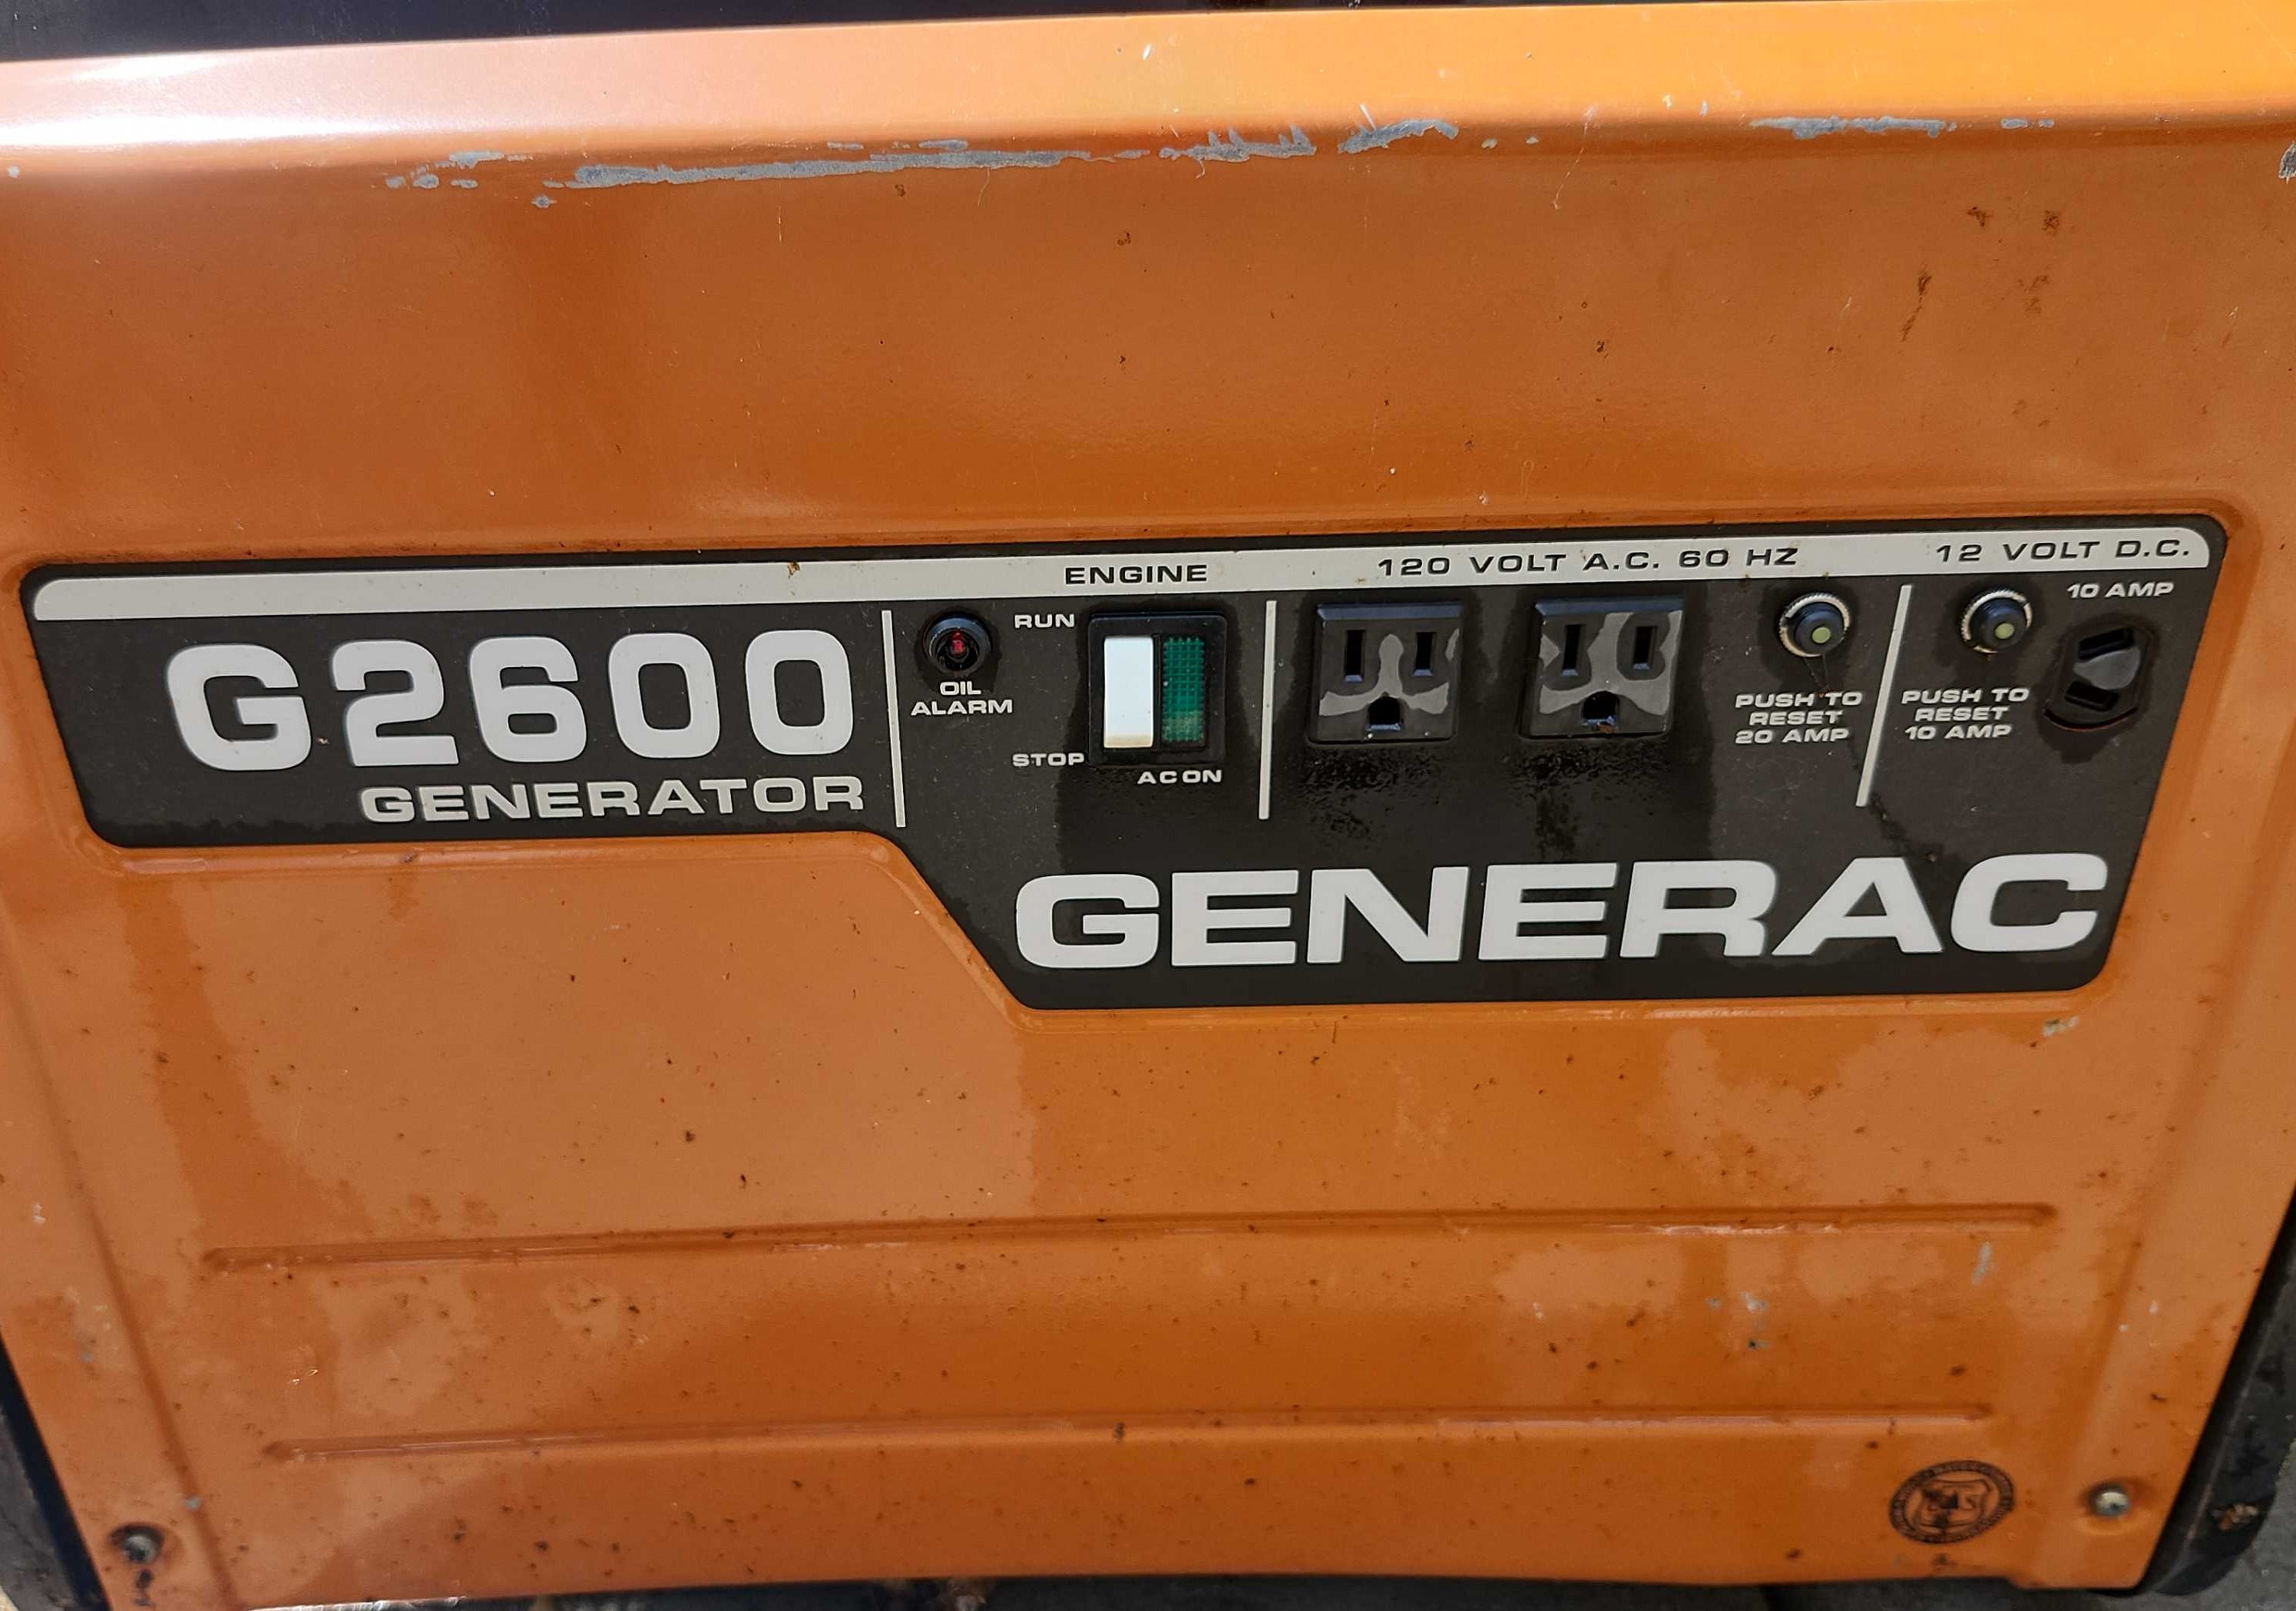 ENGINE
120 VOLT A.C. 60 HZ
12 VOLT D.C.
G2600
GENERATOR
OIL
ALARM
RUN
STOP
AC ON
PUSH TO
RESET
20 AMP
PUSH TO
RESET
10 AMP
10 AMP
GENERAC